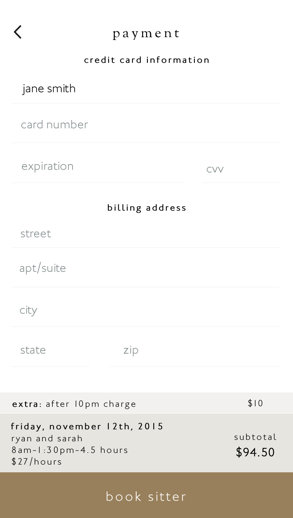 payment
credit card information
jane smith
card number
expiration
cvv
billing address
street
apt/suite
city
state zip
extra: after 10pm charge $10
friday, november 12th, 2015
ryan and sarah
subtotal
8am-1:30pm-4.5 hours
$94.50
$27/hours
book sitter